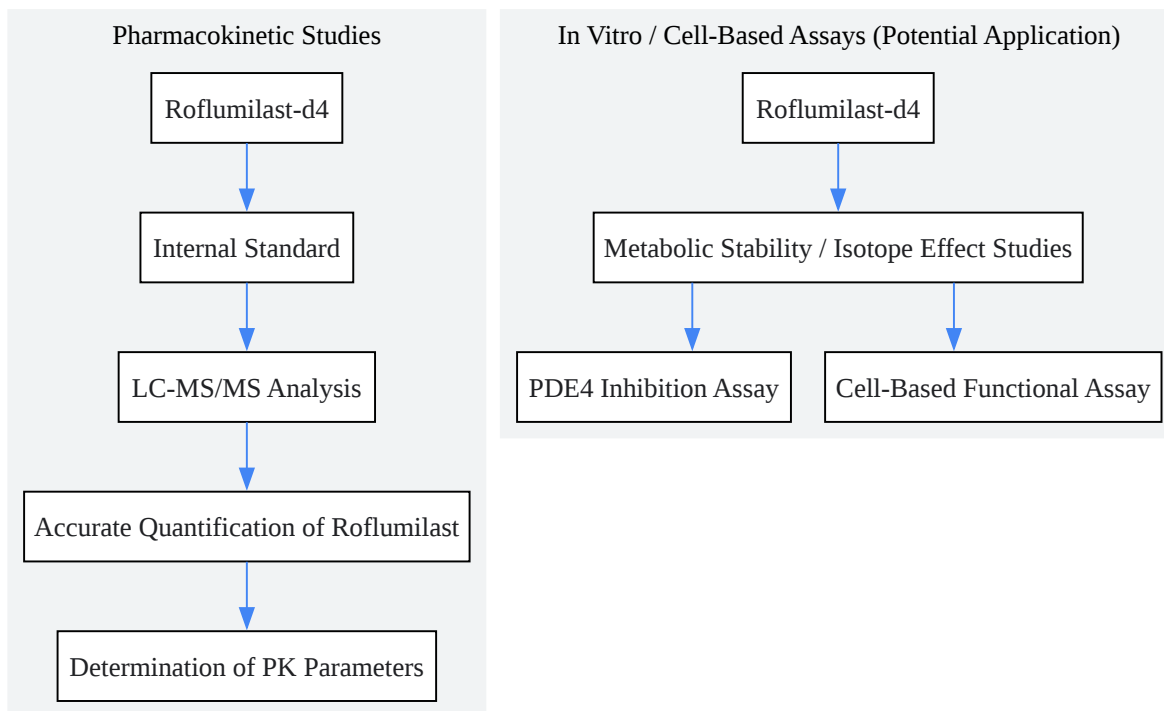 Pharmacokinetic Studies
Roflumilast-d4
Internal Standard
LC-MS/MS Analysis
Accurate Quantification of Roflumilast
Determination of PK Parameters
In Vitro / Cell-Based Assays (Potential Application)
Roflumilast-d4
Metabolic Stability / Isotope Effect Studies
PDE4 Inhibition Assay
Cell-Based Functional Assay